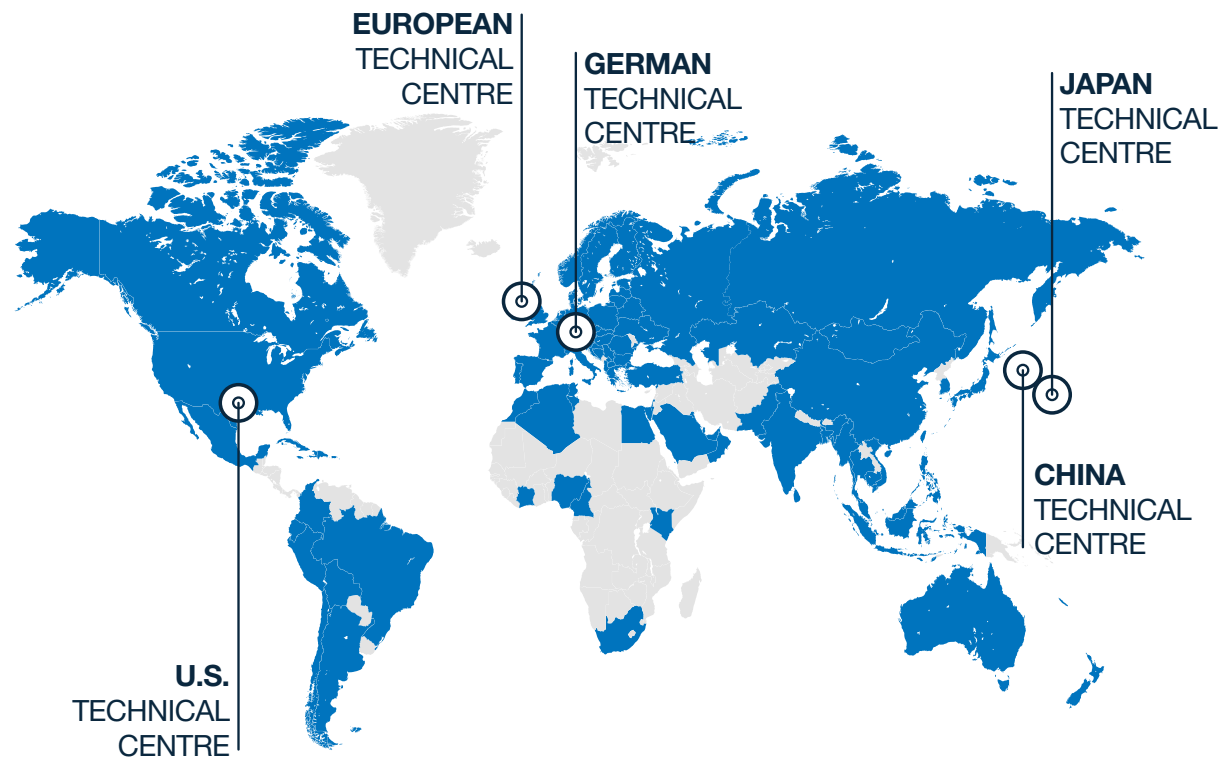 EUROPEAN
TECHNICAL
CENTRE
GERMAN
TECHNICAL
CENTRE
JAPAN
TECHNICAL
CENTRE
CHINA
TECHNICAL
CENTRE
U.S.
TECHNICAL
CENTRE